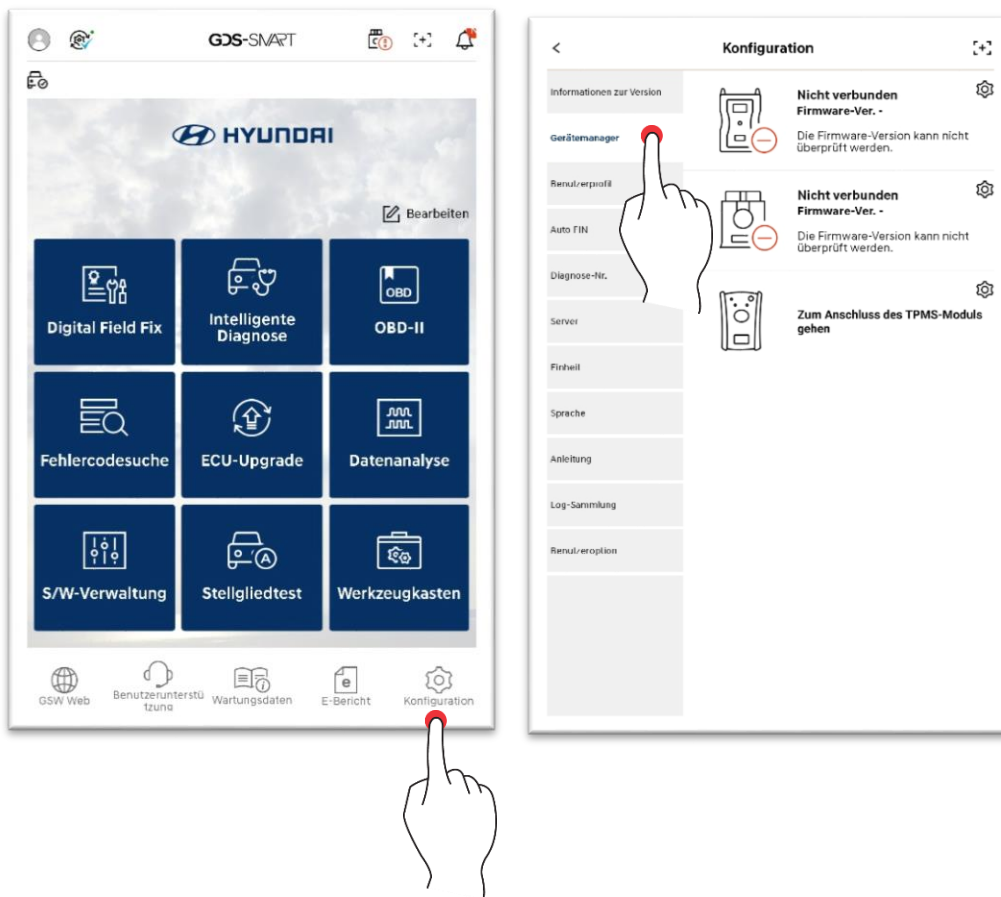 GDS-SMART
HYUNDAI
Bearbeiten
Digital Field Fix
Intelligente
Diagnose
OBD
OBD-II
Fehlercodesuche
ECU-Upgrade
Datenanalyse
S/W-Verwaltung
A
Stellgliedtest
Werkzeugkasten
GSW Web
Benutzerunterstü
tzung
Wartungsdaten
e
E-Bericht
Konfiguration
<
Konfiguration
[+]
Informationen zur Version
Gerätemanager
Benutzerprofil
Auto FIN
Diagnose-Nr.
Server
Einheit
Sprache
Anleitung
Log-Sammlung
Benutzeroption
Nicht verbunden
Firmware-Ver. -
Die Firmware-Version kann nicht
überprüft werden.
Nicht verbunden
Firmware-Ver. -
Die Firmware-Version kann nicht
überprüft werden.
Zum Anschluss des TPMS-Moduls
gehen